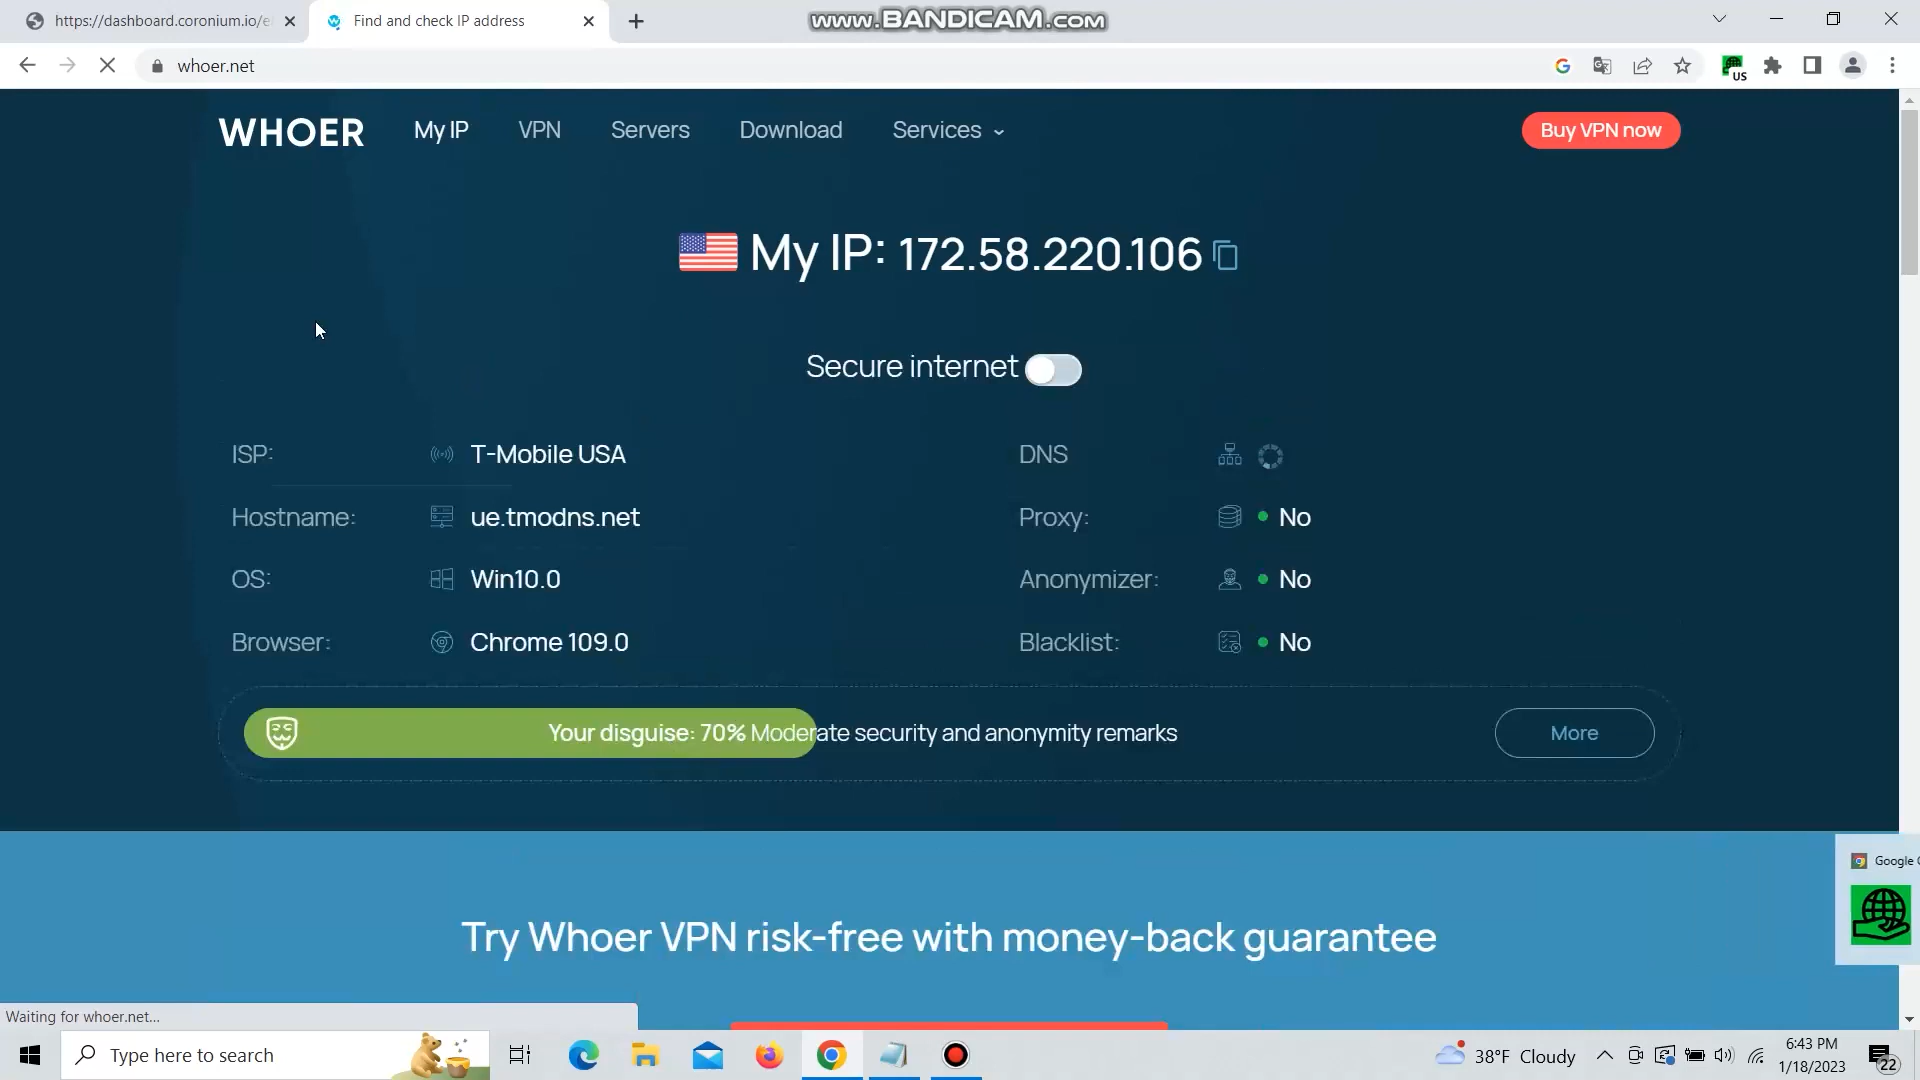 https://dashboard.coronium.io/e
Find and check IP address
www.BANDICAM.com
whoer.net
US
WHOER
My IP
VPN
Servers
Download
Services
Buy VPN now
My IP: 172.58.220.106
Secure internet
ISP: T-Mobile USA
DNS
Hostname: ue.tmodns.net
Proxy: No
OS: Win10.0
Anonymizer: No
Browser: Chrome 109.0
Blacklist: No
Your disguise: 70% Moderate security and anonymity remarks
More
Google
Try Whoer VPN risk-free with money-back guarantee
Waiting for whoer.net...
Type here to search
38°F Cloudy
6:43 PM
1/18/2023
22